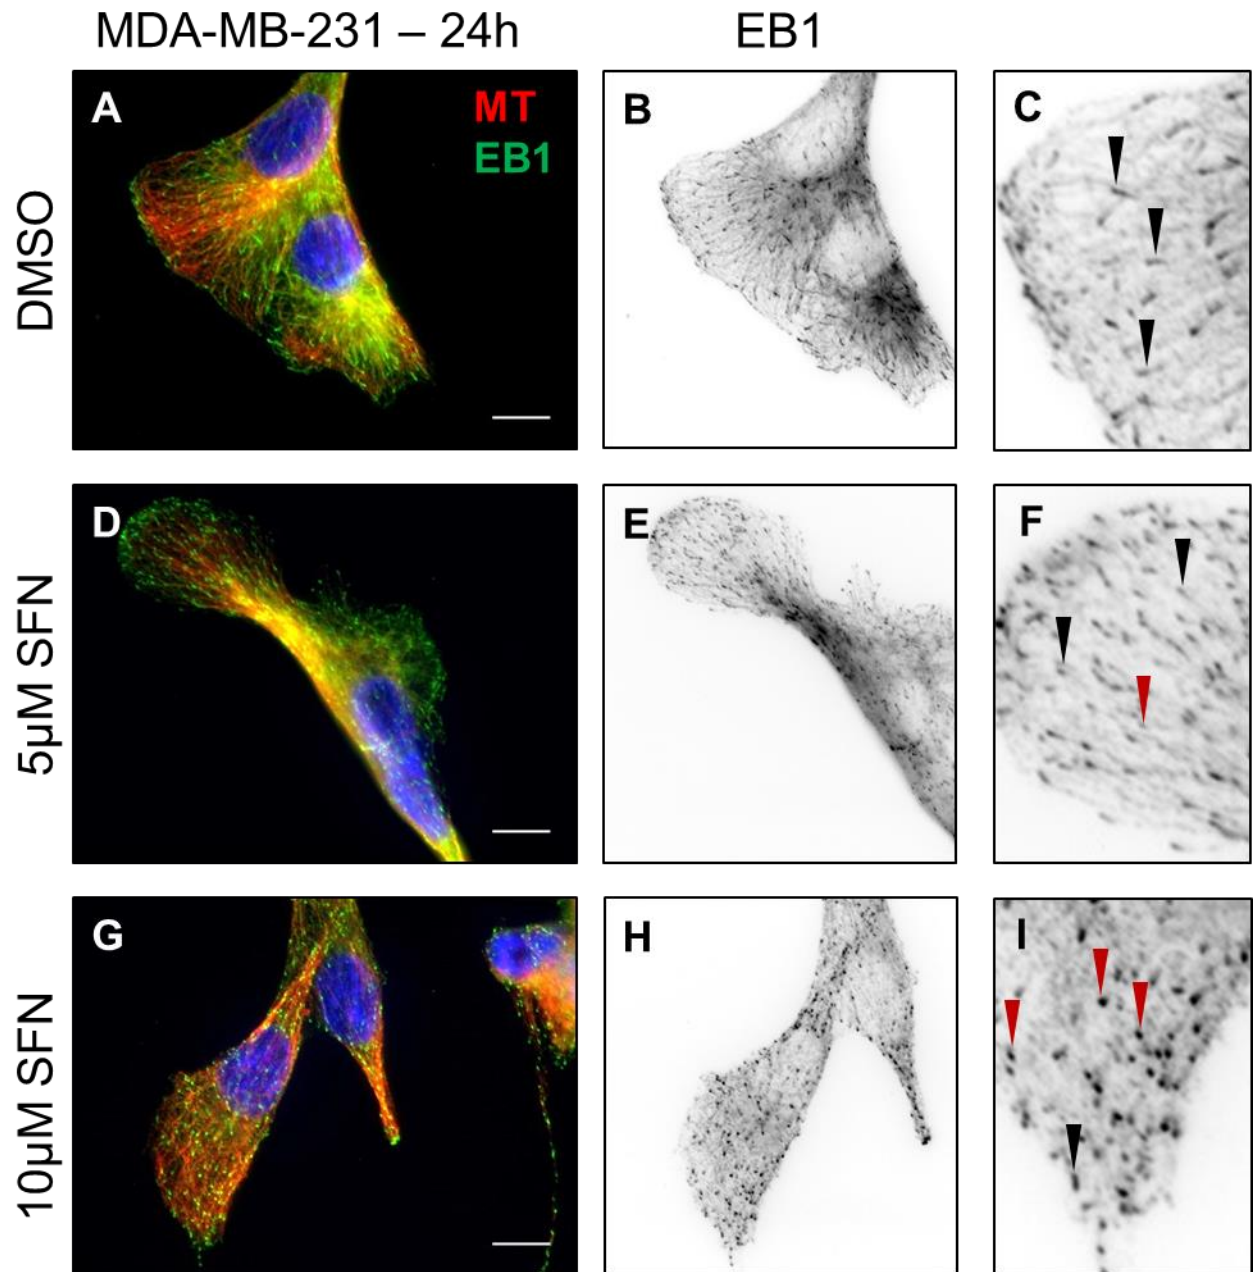 MDA-MB-231 – 24h
EB1
DMSO
A
MT
EB1
B
C
5µM SFN
D
E
F
10µM SFN
G
H
I